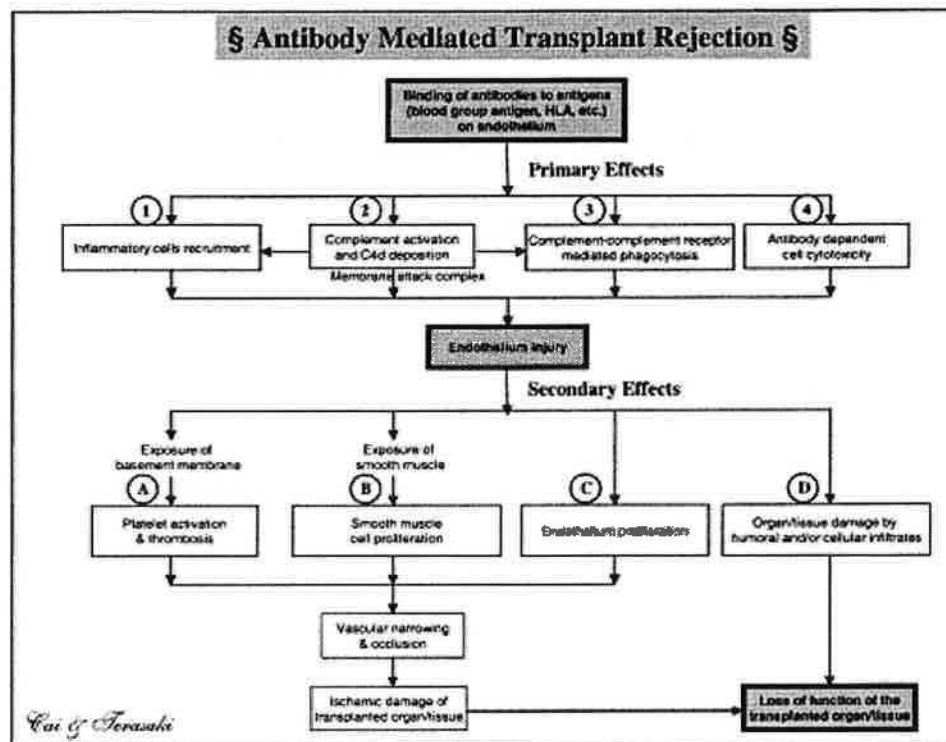 § Antibody Mediated Transplant Rejection §
Binding of antibodies to antigens
(blood group antigen, HLA, etc.)
on endothelium
Primary Effects
1
2
3
4
Inflammatory cells recruitment
Complement activation
and C4d deposition
Complement-complement receptor
mediated phagocytosis
Antibody dependent
cell cytotoxicity
Membrane attack complex
Endothelium injury
Secondary Effects
Exposure of
basement membrane
Exposure of
smooth muscle
A
B
C
D
Platelet activation
& thrombosis
Smooth muscle
cell proliferation
Endothelium proliferation
Organ/tissue damage by
humoral and/or cellular infiltrates
Vascular narrowing
& occlusion
Ischemic damage of
transplanted organ/tissue
Loss of function of the
transplanted organ/tissue
Cai & Terasaki